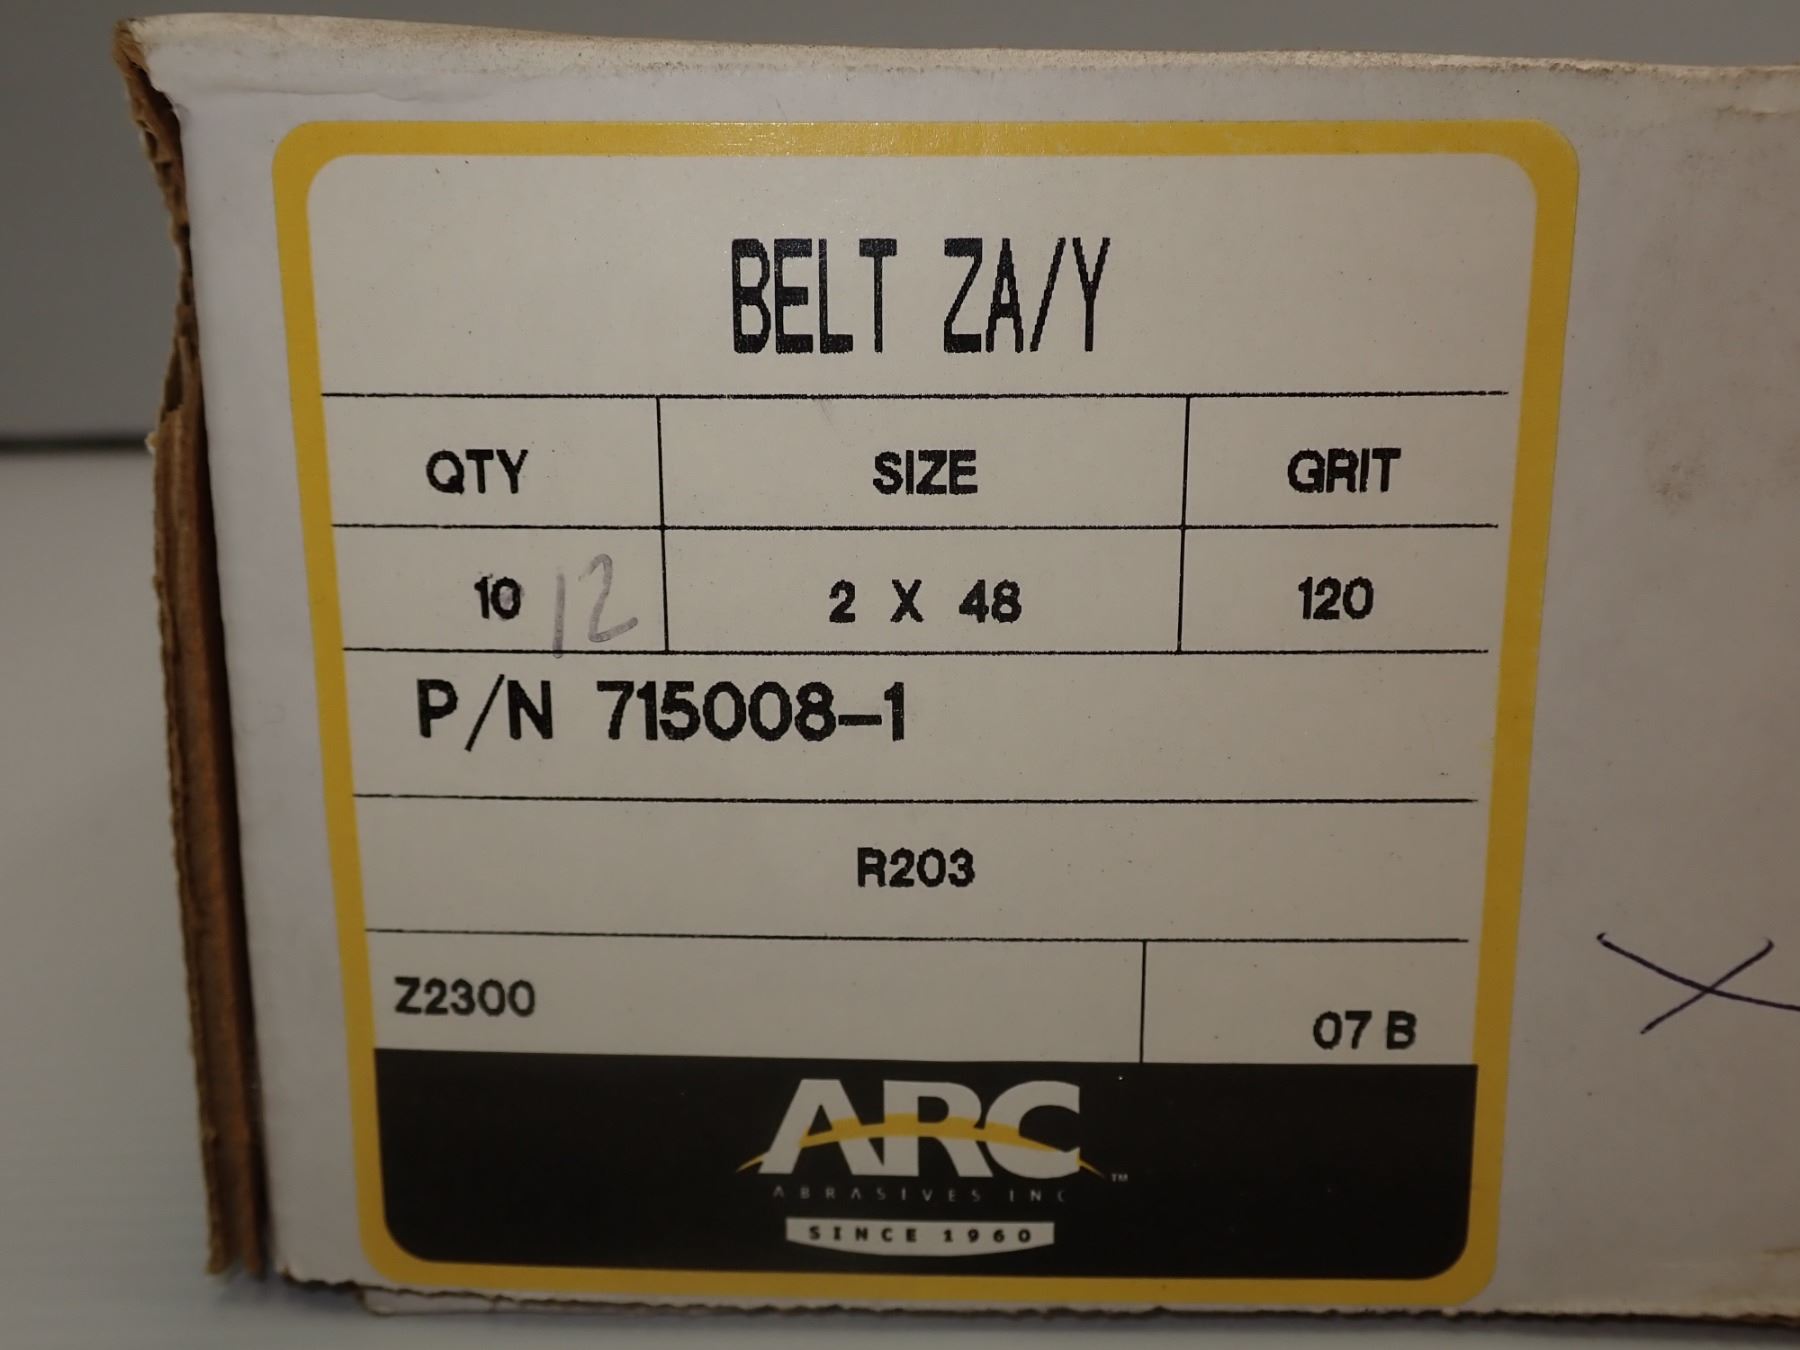 BELT ZA/Y
QTY SIZE GRIT
10 12 2 X 48 120
P/N 715008-1
R203
Z2300
07 B
ARC™
ABRASIVES INC
SINCE 1960